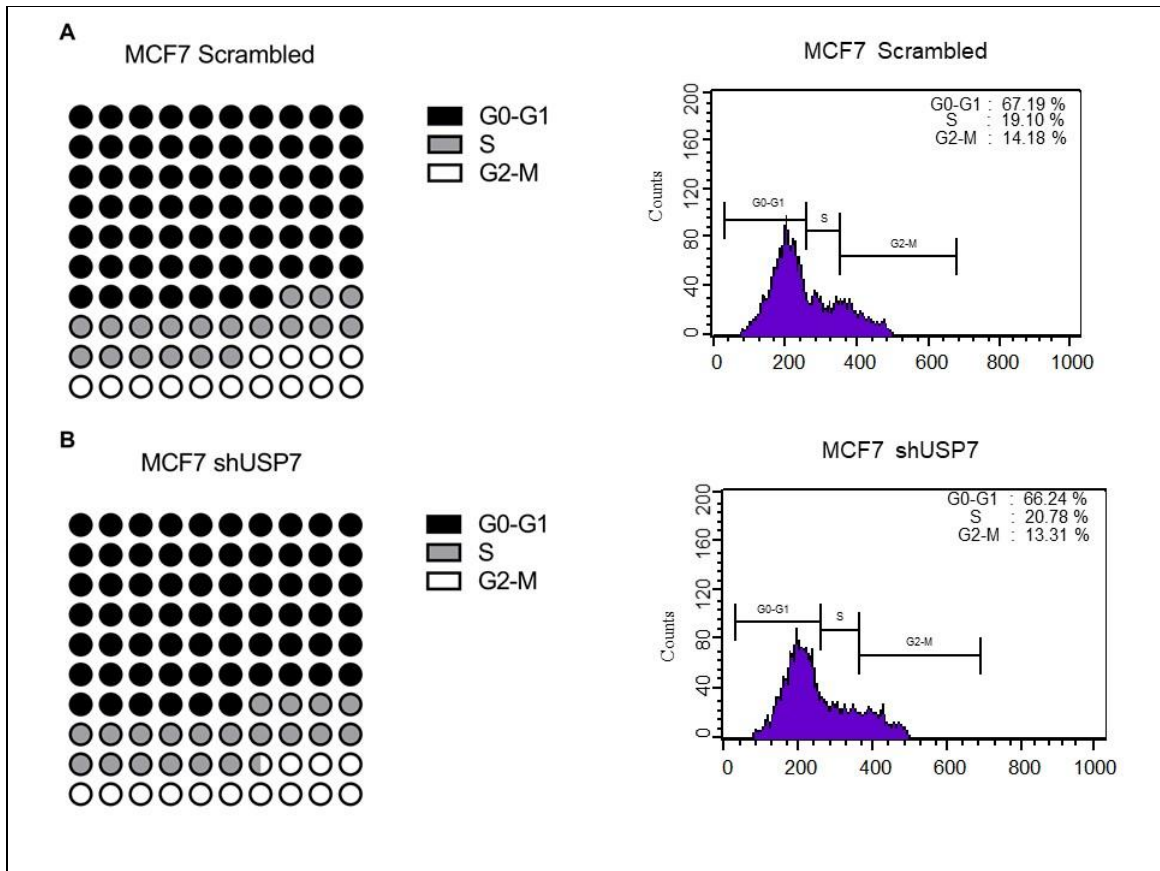 A
MCF7 Scrambled
G0-G1
S
G2-M
MCF7 Scrambled
G0-G1 : 67.19 %
S : 19.10 %
G2-M : 14.18 %
Counts
200
160
120
80
40
0
G0-G1
S
G2-M
0 200 400 600 800 1000
B
MCF7 shUSP7
G0-G1
S
G2-M
MCF7 shUSP7
G0-G1 : 66.24 %
S : 20.78 %
G2-M : 13.31 %
Counts
200
160
120
80
40
0
G0-G1
S
G2-M
0 200 400 600 800 1000